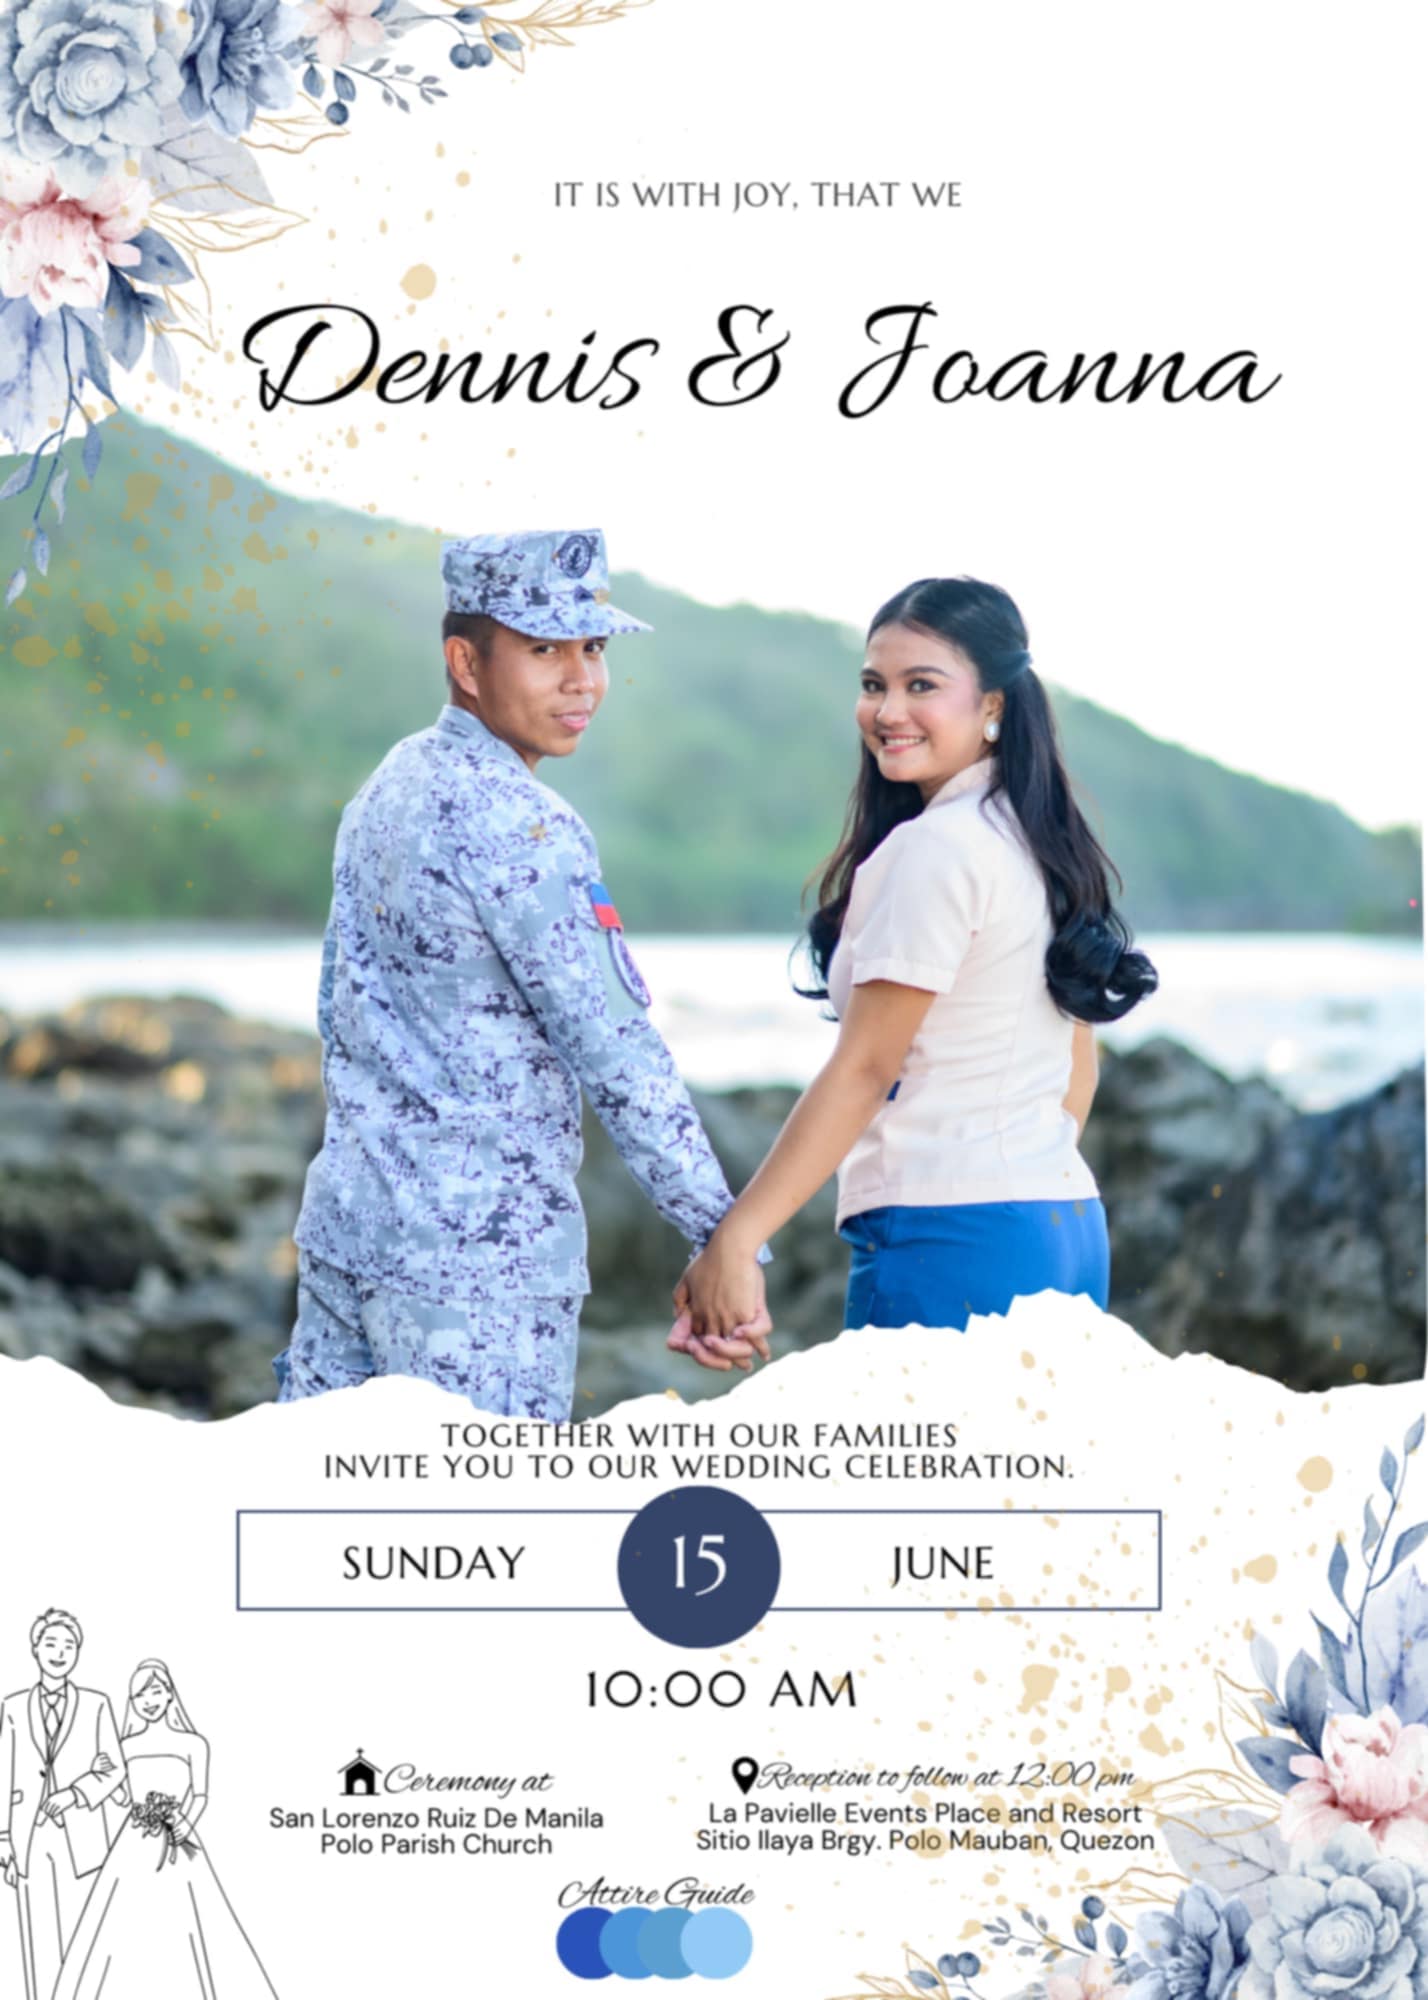 IT IS WITH JOY, THAT WE
Dennis & Joanna
TOGETHER WITH OUR FAMILIES
INVITE YOU TO OUR WEDDING CELEBRATION.
SUNDAY 15 JUNE
10:00 AM
Ceremony at
San Lorenzo Ruiz De Manila
Polo Parish Church
Reception to follow at 12:00 pm
La Pavielle Events Place and Resort
Sitio Ilaya Brgy. Polo Mauban, Quezon
Attire Guide